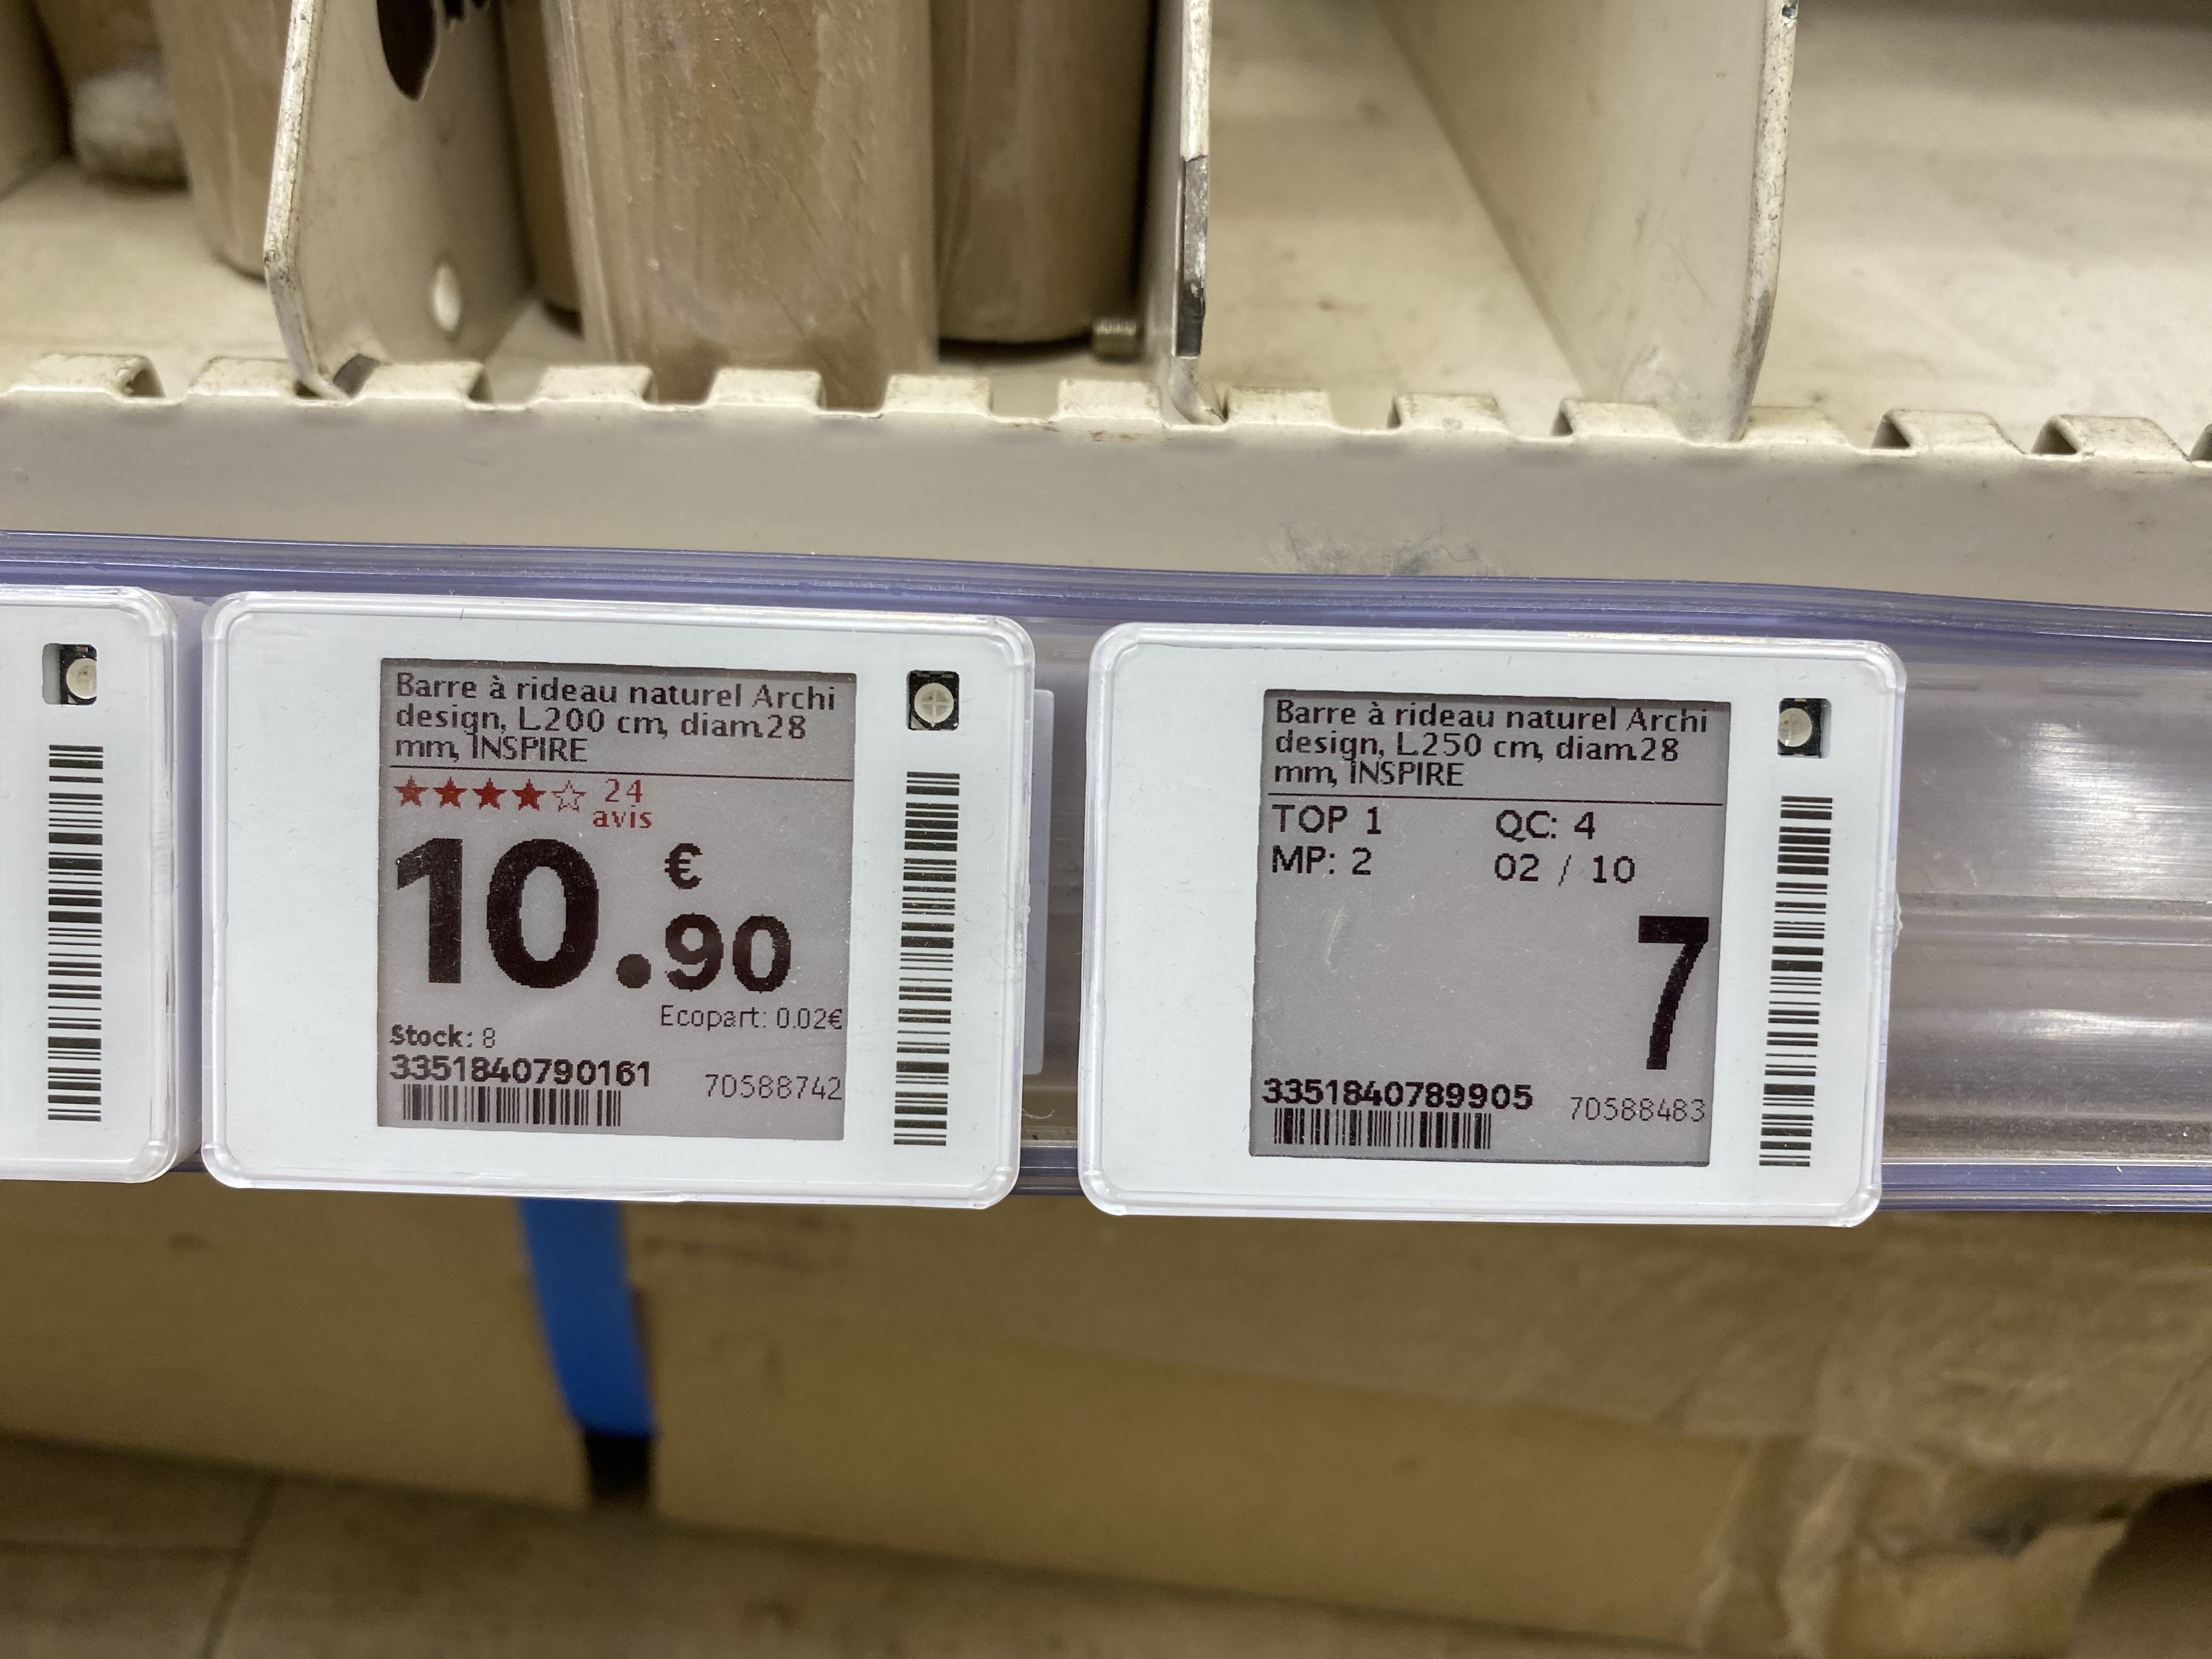 Barre à rideau naturel Archi
design, L.200 cm, diam.28
mm, INSPIRE
24
avis
10.90 €
Ecopart: 0.02€
Stock: 8
3351840790161
70588742
Barre à rideau naturel Archi
design, L.250 cm, diam.28
mm, INSPIRE
TOP 1 QC: 4
MP: 2 02 / 10
7
3351840789905
70588483